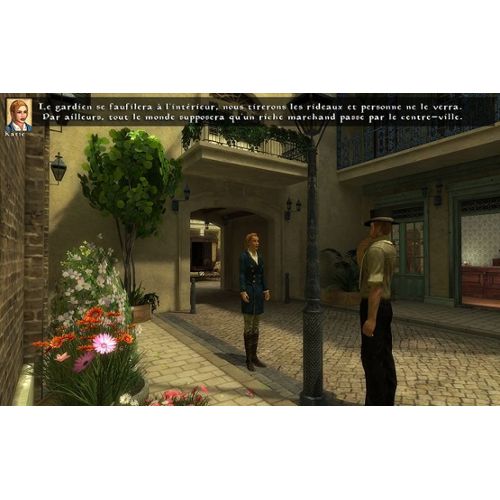 Le gardien se faufilera à l'intérieur, nous tirerons les rideaux et personne ne le verra.
Par ailleurs, tout le monde supposera qu'un riche marchand passe par le centre-ville.
Katie